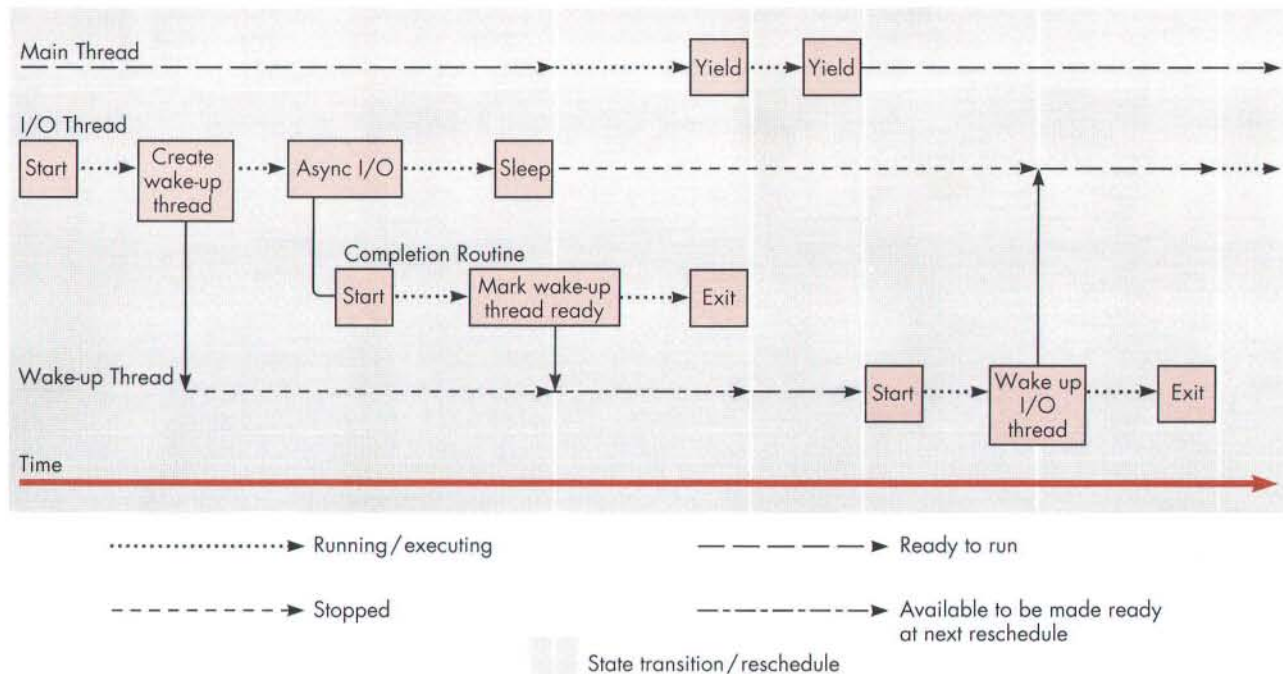 Main Thread
Yield
Yield
I/O Thread
Start
Create
wake-up
thread
Async I/O
Sleep
Completion Routine
Start
Mark wake-up
thread ready
Exit
Wake-up Thread
Start
Wake up
I/O
thread
Exit
Time
Running/executing
Ready to run
Stopped
Available to be made ready
at next reschedule
State transition/reschedule